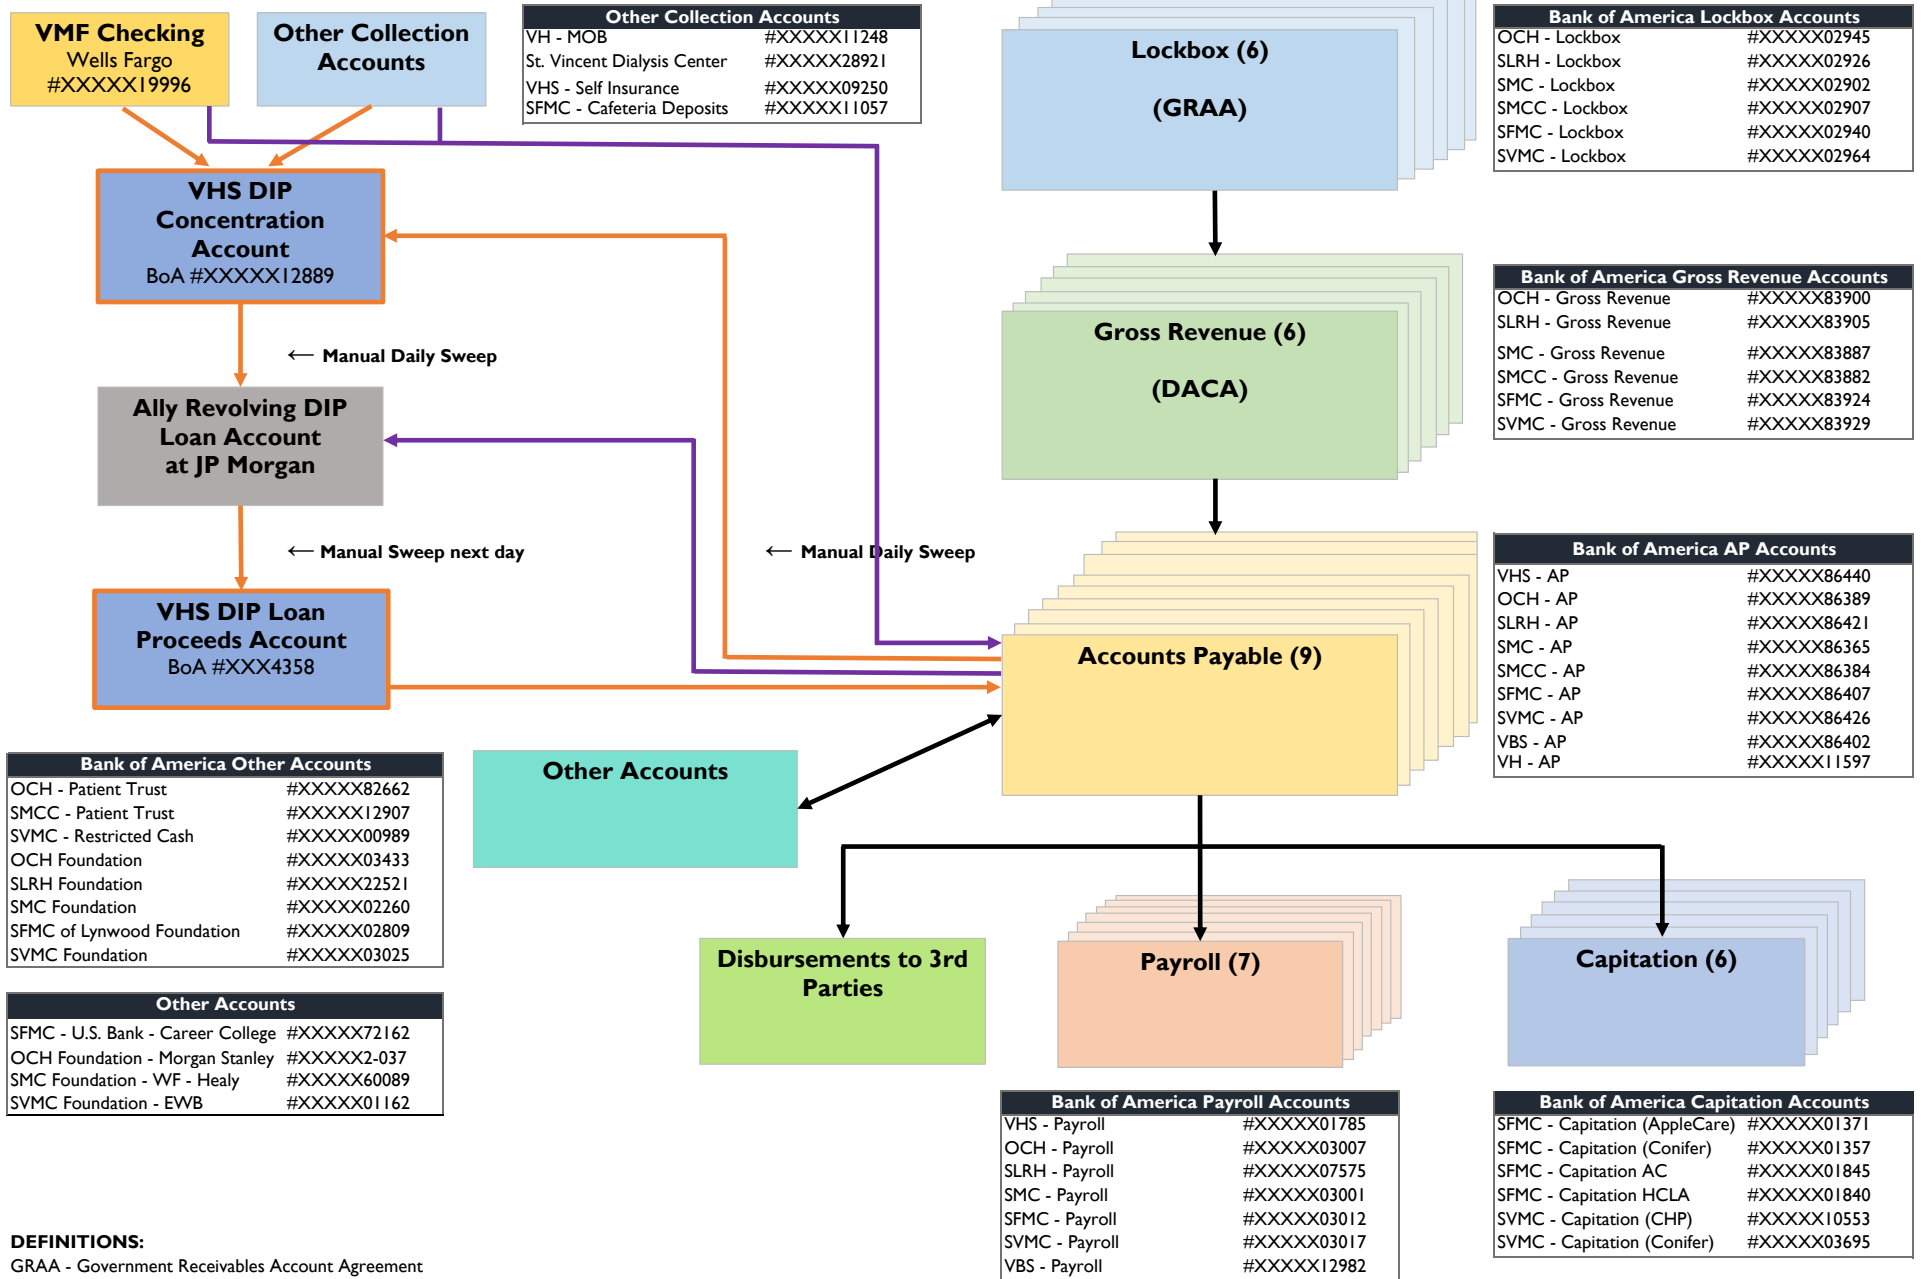 VMF Checking
Wells Fargo
#XXXXX19996
Other Collection
Accounts
Other Collection Accounts
VH - MOB #XXXXX11248
St. Vincent Dialysis Center #XXXXX28921
VHS - Self Insurance #XXXXX09250
SFMC - Cafeteria Deposits #XXXXX11057
Lockbox (6)
(GRAA)
Bank of America Lockbox Accounts
OCH - Lockbox #XXXXX02945
SLRH - Lockbox #XXXXX02926
SMC - Lockbox #XXXXX02902
SMCC - Lockbox #XXXXX02907
SFMC - Lockbox #XXXXX02940
SVMC - Lockbox #XXXXX02964
VHS DIP
Concentration
Account
BoA #XXXXX12889
← Manual Daily Sweep
Gross Revenue (6)
(DACA)
Bank of America Gross Revenue Accounts
OCH - Gross Revenue #XXXXX83900
SLRH - Gross Revenue #XXXXX83905
SMC - Gross Revenue #XXXXX83887
SMCC - Gross Revenue #XXXXX83882
SFMC - Gross Revenue #XXXXX83924
SVMC - Gross Revenue #XXXXX83929
Ally Revolving DIP
Loan Account
at JP Morgan
← Manual Sweep next day
← Manual Daily Sweep
VHS DIP Loan
Proceeds Account
BoA #XXX4358
Accounts Payable (9)
Bank of America AP Accounts
VHS - AP #XXXXX86440
OCH - AP #XXXXX86389
SLRH - AP #XXXXX86421
SMC - AP #XXXXX86365
SMCC - AP #XXXXX86384
SFMC - AP #XXXXX86407
SVMC - AP #XXXXX86426
VBS - AP #XXXXX86402
VH - AP #XXXXX11597
Bank of America Other Accounts
OCH - Patient Trust #XXXXX82662
SMCC - Patient Trust #XXXXX12907
SVMC - Restricted Cash #XXXXX00989
OCH Foundation #XXXXX03433
SLRH Foundation #XXXXX22521
SMC Foundation #XXXXX02260
SFMC of Lynwood Foundation #XXXXX02809
SVMC Foundation #XXXXX03025
Other Accounts
Other Accounts
SFMC - U.S. Bank - Career College #XXXXX72162
OCH Foundation - Morgan Stanley #XXXXX2-037
SMC Foundation - WF - Healy #XXXXX60089
SVMC Foundation - EWB #XXXXX01162
Disbursements to 3rd
Parties
Payroll (7)
Capitation (6)
Bank of America Payroll Accounts
VHS - Payroll #XXXXX01785
OCH - Payroll #XXXXX03007
SLRH - Payroll #XXXXX07575
SMC - Payroll #XXXXX03001
SFMC - Payroll #XXXXX03012
SVMC - Payroll #XXXXX03017
VBS - Payroll #XXXXX12982
Bank of America Capitation Accounts
SFMC - Capitation (AppleCare) #XXXXX01371
SFMC - Capitation (Conifer) #XXXXX01357
SFMC - Capitation AC #XXXXX01845
SFMC - Capitation HCLA #XXXXX01840
SVMC - Capitation (CHP) #XXXXX10553
SVMC - Capitation (Conifer) #XXXXX03695
DEFINITIONS:
GRAA - Government Receivables Account Agreement